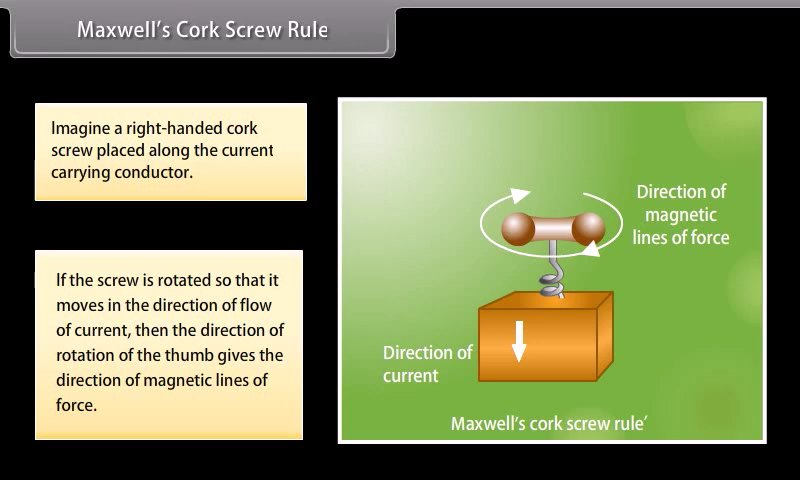 Maxwell's Cork Screw Rule
Imagine a right-handed cork
screw placed along the current
carrying conductor.
If the screw is rotated so that it
moves in the direction of flow
of current, then the direction of
rotation of the thumb gives the
direction of magnetic lines of
force.
Direction of
magnetic
lines of force
Direction of
current
Maxwell's cork screw rule′